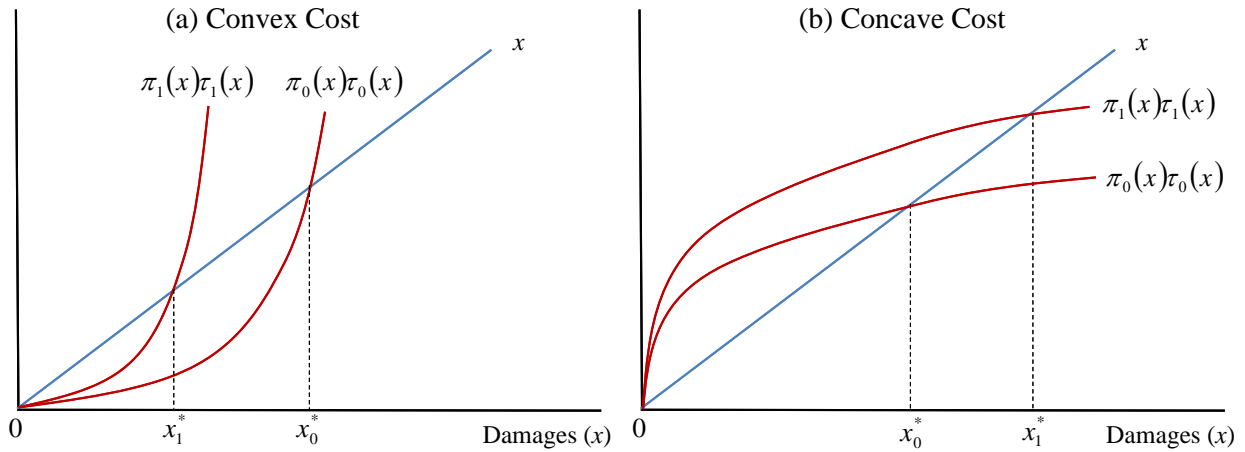 (a) Convex Cost
x
π₁(x)τ₁(x)
π₀(x)τ₀(x)
0
x₁*
x₀*
Damages (x)
(b) Concave Cost
x
π₁(x)τ₁(x)
π₀(x)τ₀(x)
0
x₀*
x₁*
Damages (x)